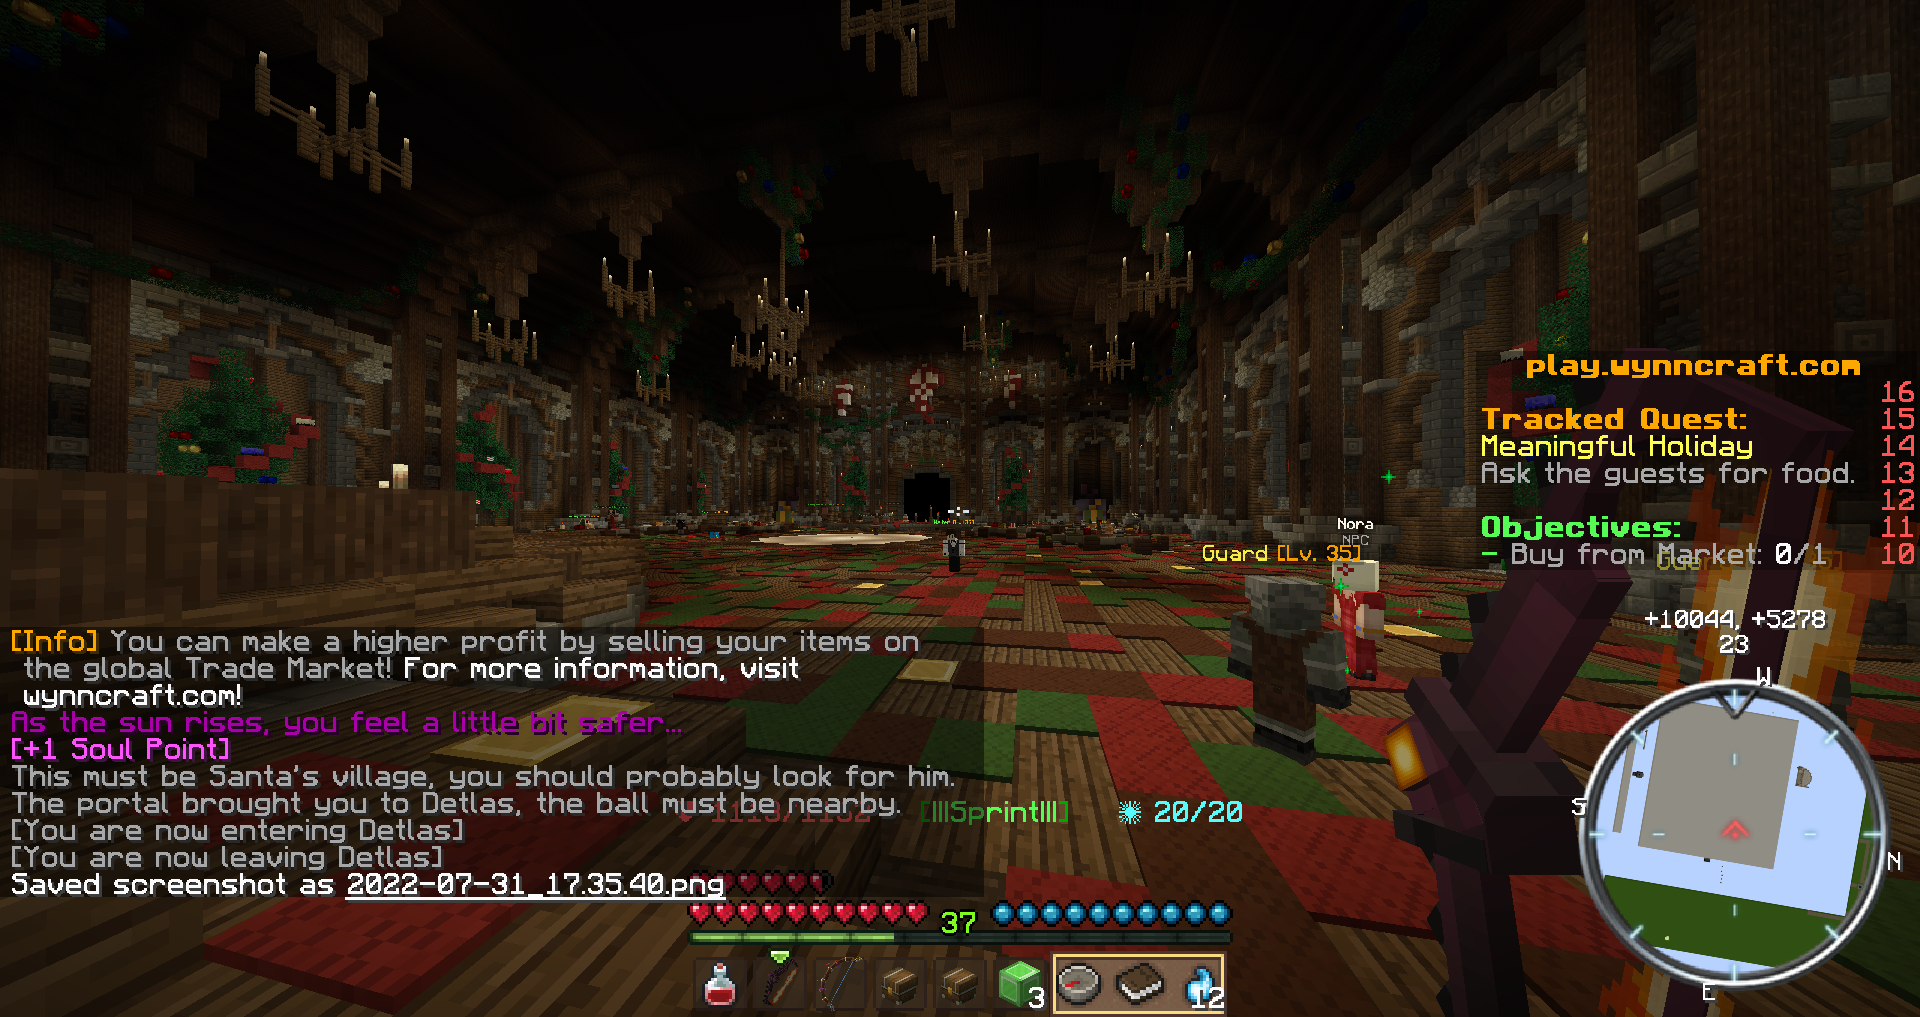 play.wynncraft.com
16
Tracked Quest: 15
Meaningful Holiday 14
Ask the guests for food. 13
12
Objectives: 11
- Buy from Market: 0/1 10
Nora
NPC
Guard [Lv. 35]
+10044, +5278
23
W
S
N
E
[Info] You can make a higher profit by selling your items on
the global Trade Market! For more information, visit
wynncraft.com!
As the sun rises, you feel a little bit safer...
[+1 Soul Point]
This must be Santa's village, you should probably look for him.
The portal brought you to Detlas, the ball must be nearby.
[You are now entering Detlas]
[You are now leaving Detlas]
Saved screenshot as 2022-07-31_17.35.40.png
[|||Sprint|||] 20/20
37
3
12